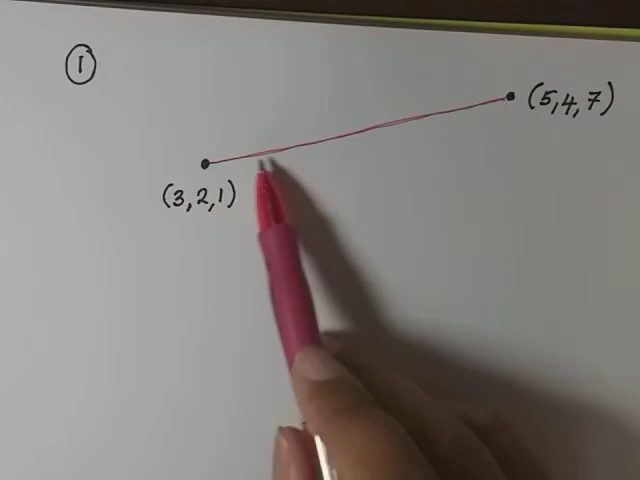 ①
(5,4,7)
(3,2,1)